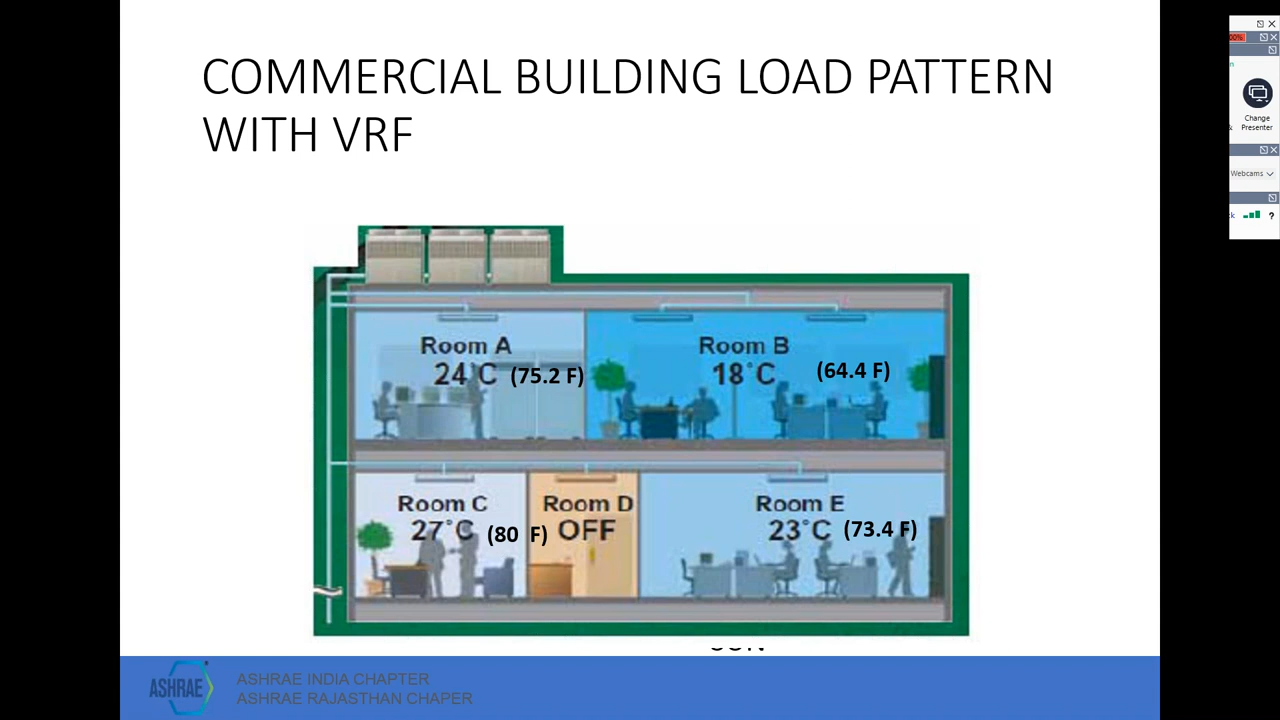 COMMERCIAL BUILDING LOAD PATTERN
WITH VRF
Room A
24°C (75.2 F)
Room B
18°C (64.4 F)
Room C
27°C (80 F)
Room D
OFF
Room E
23°C (73.4 F)
ASHRAE
ASHRAE INDIA CHAPTER
ASHRAE RAJASTHAN CHAPER
Change
Presenter
Webcams
?